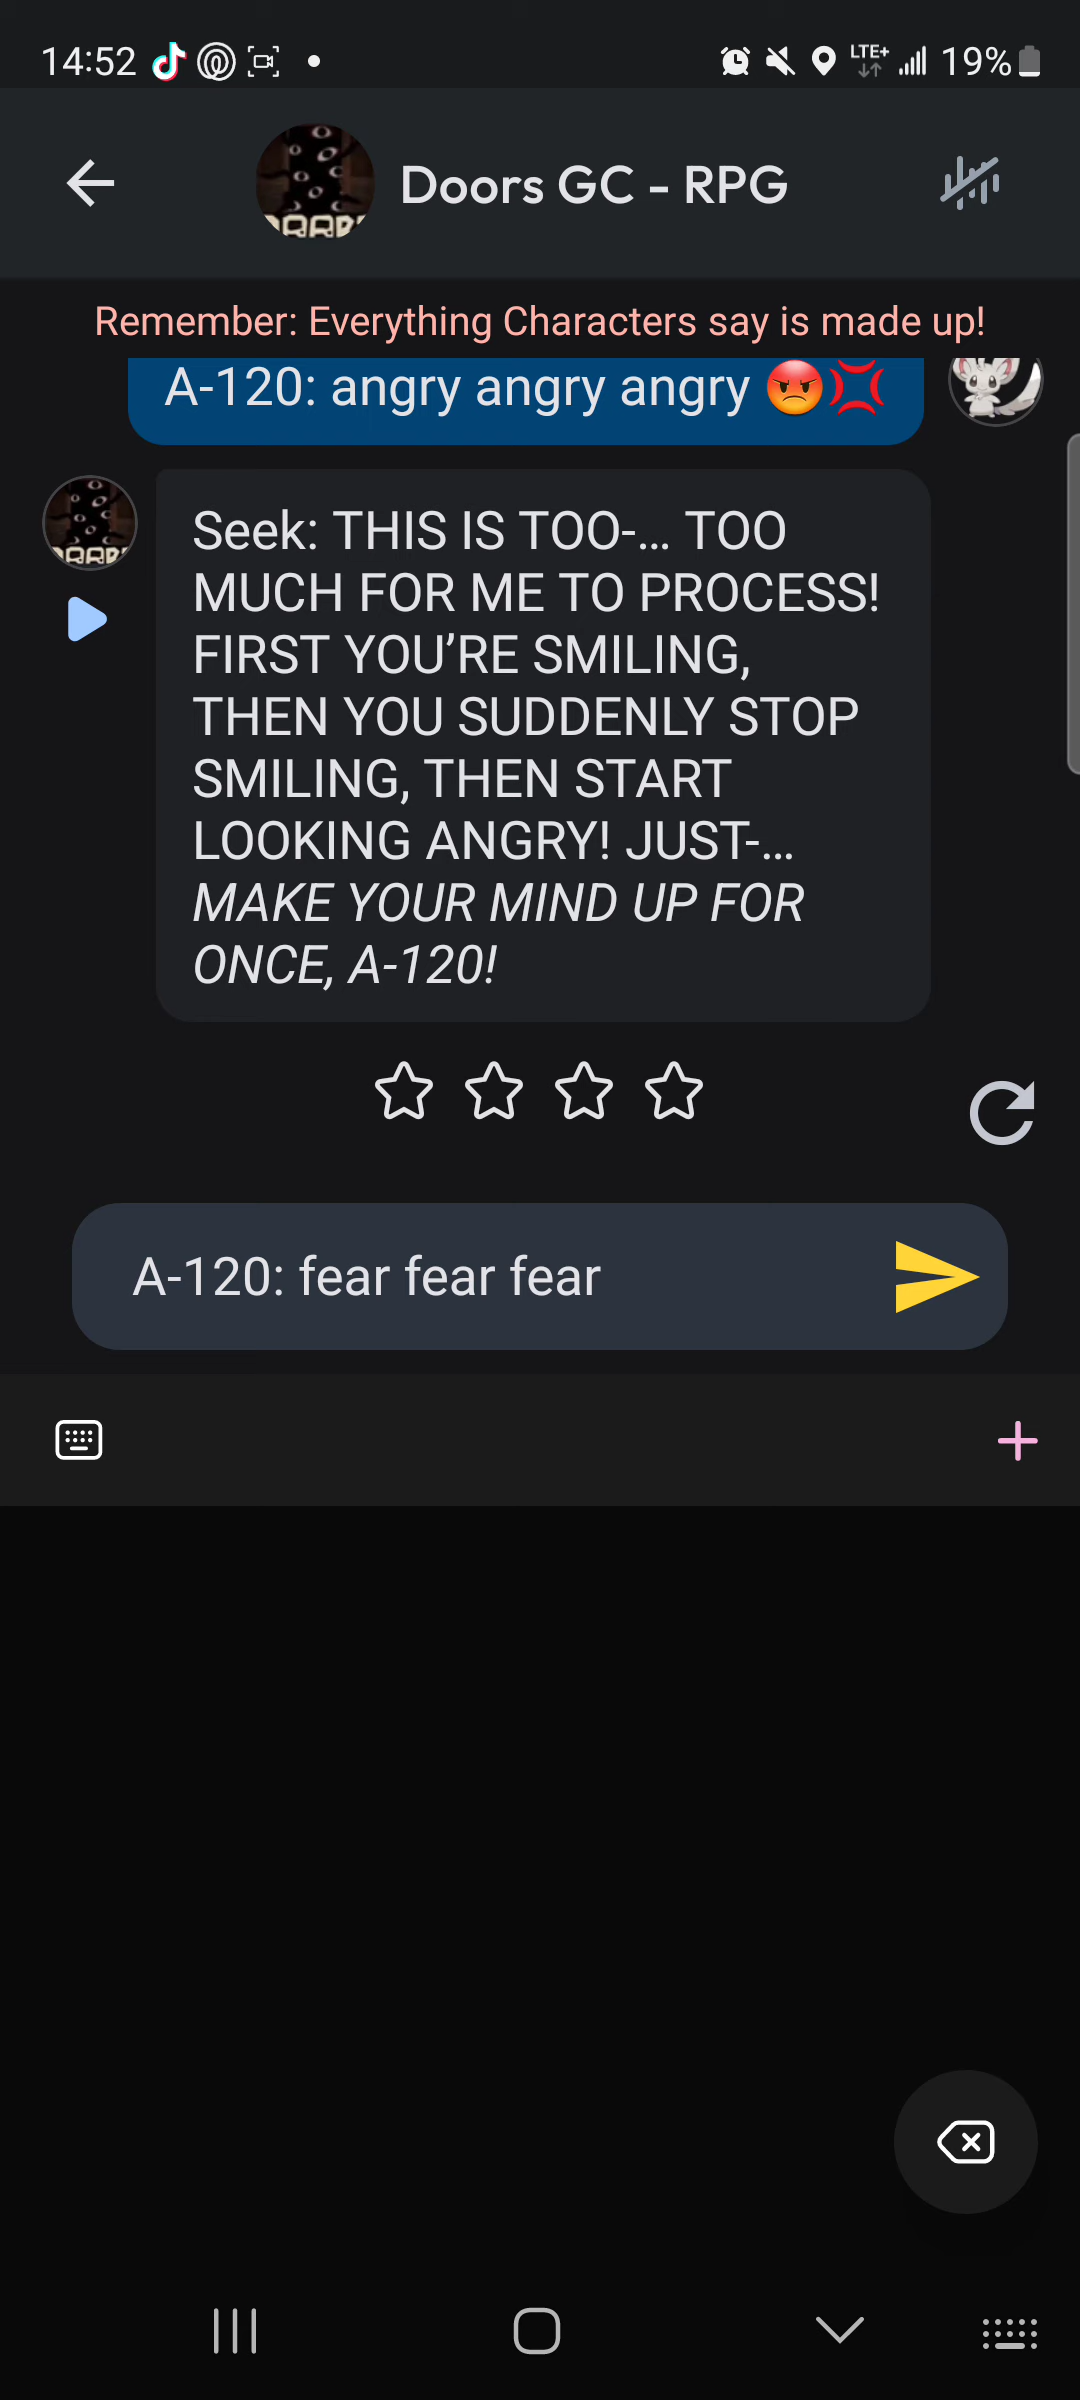 14:52
LTE+
19%
Doors GC - RPG
Remember: Everything Characters say is made up!
A-120: angry angry angry 😡💢
Seek: THIS IS TOO-... TOO
MUCH FOR ME TO PROCESS!
FIRST YOU’RE SMILING,
THEN YOU SUDDENLY STOP
SMILING, THEN START
LOOKING ANGRY! JUST-...
MAKE YOUR MIND UP FOR
ONCE, A-120!
A-120: fear fear fear